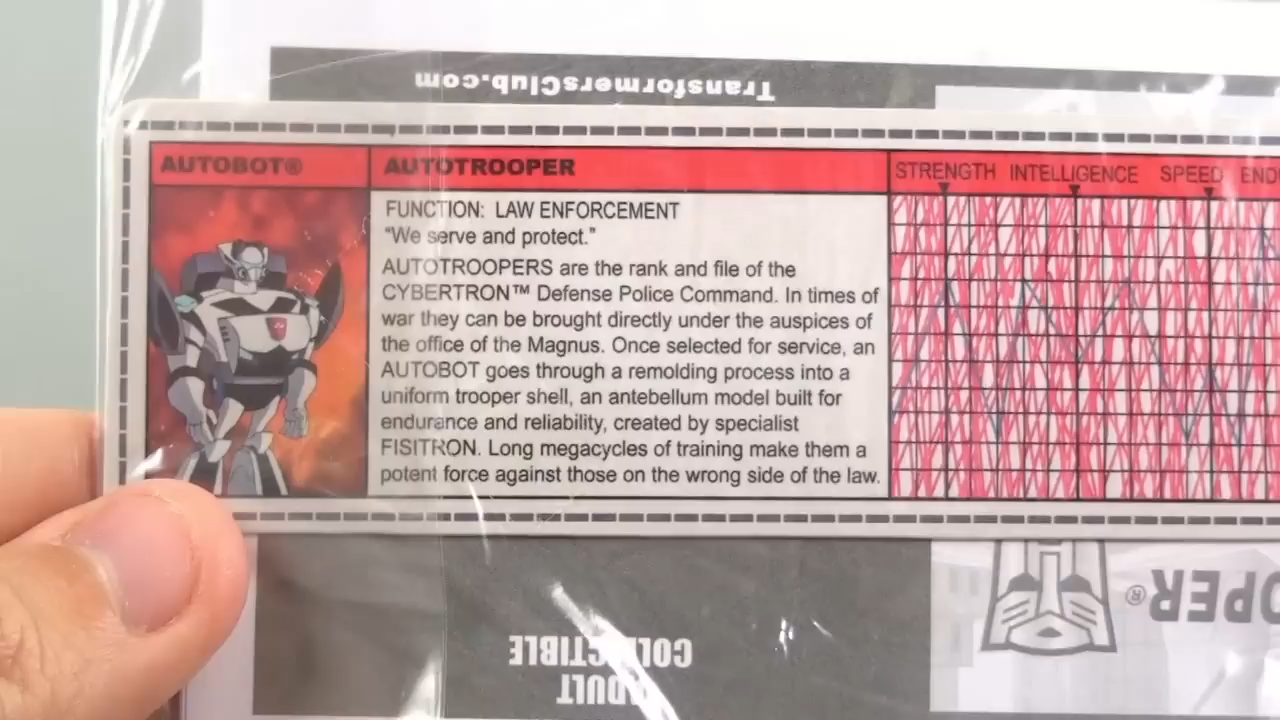 TransformersClub.com
AUTOBOT®
AUTOTROOPER
STRENGTH INTELLIGENCE SPEED
FUNCTION: LAW ENFORCEMENT
"We serve and protect."
AUTOTROOPERS are the rank and file of the
CYBERTRON™ Defense Police Command. In times of
war they can be brought directly under the auspices of
the office of the Magnus. Once selected for service, an
AUTOBOT goes through a remolding process into a
uniform trooper shell, an antebellum model built for
endurance and reliability, created by specialist
FISITRON. Long megacycles of training make them a
potent force against those on the wrong side of the law.
ADULT
COLLECTIBLE